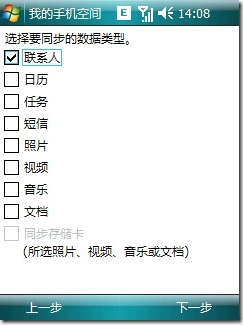 我的手机空间 E 14:08
选择要同步的数据类型。
联系人
日历
任务
短信
照片
视频
音乐
文档
同步存储卡
(所选照片、视频、音乐或文档)
上一步 下一步